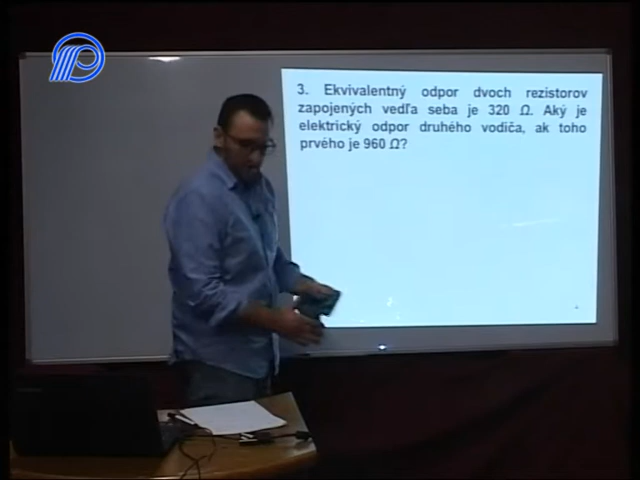 3. Ekvivalentný odpor dvoch rezistorov
zapojených vedľa seba je 320 Ω. Aký je
elektrický odpor druhého vodiča, ak toho
prvého je 960 Ω?